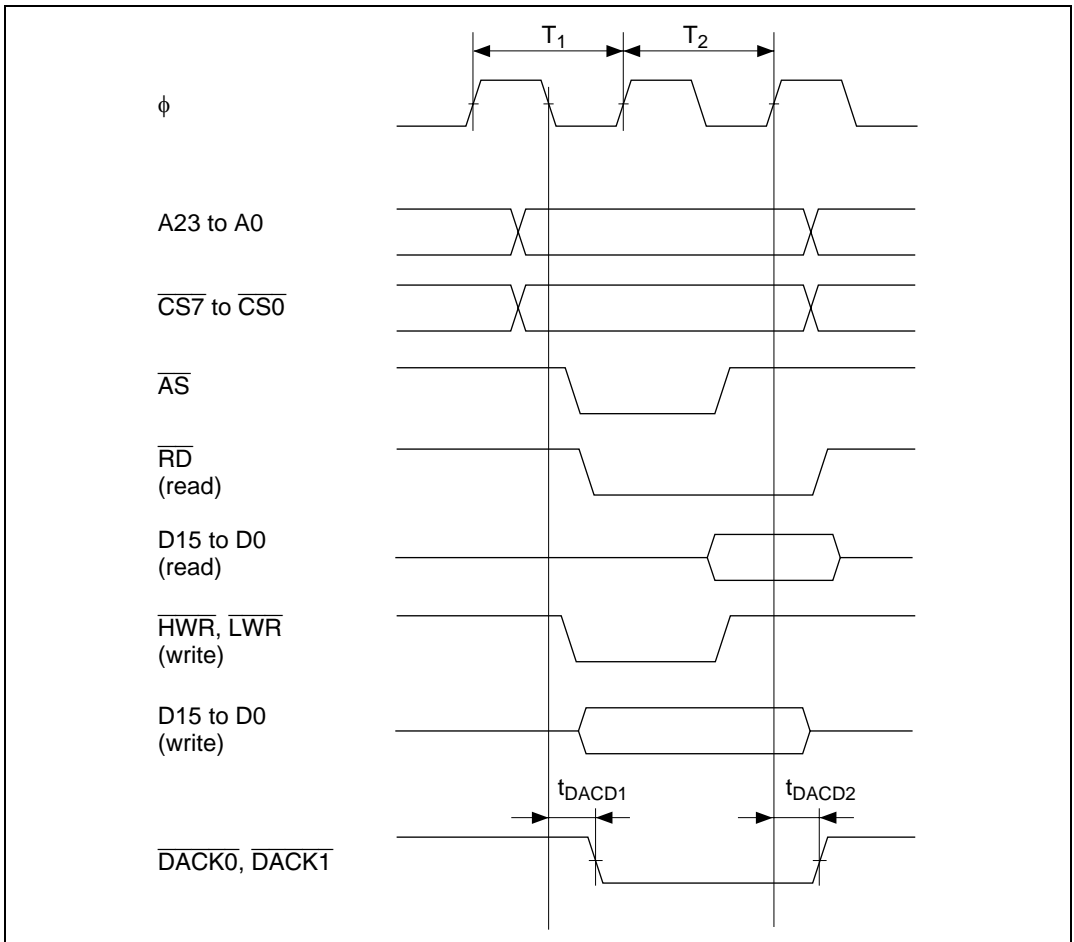 T1 T2
ϕ
A23 to A0
CS7 to CS0
AS
RD
(read)
D15 to D0
(read)
HWR, LWR
(write)
D15 to D0
(write)
tDACD1 tDACD2
DACK0, DACK1